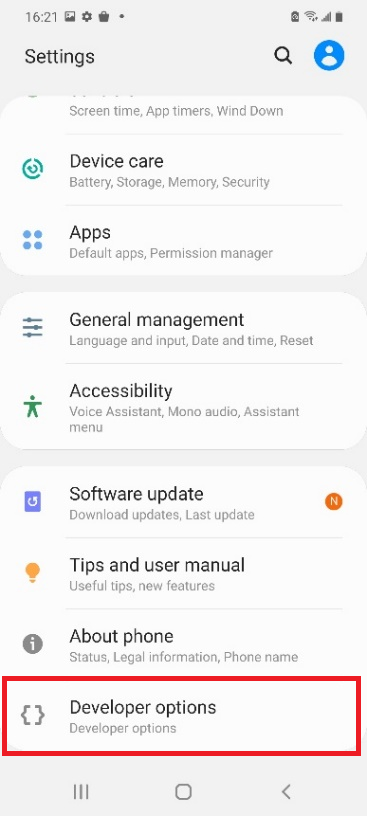 16:21
Settings
Screen time, App timers, Wind Down
Device care
Battery, Storage, Memory, Security
Apps
Default apps, Permission manager
General management
Language and input, Date and time, Reset
Accessibility
Voice Assistant, Mono audio, Assistant
menu
Software update
N
Download updates, Last update
Tips and user manual
Useful tips, new features
About phone
Status, Legal information, Phone name
Developer options
Developer options